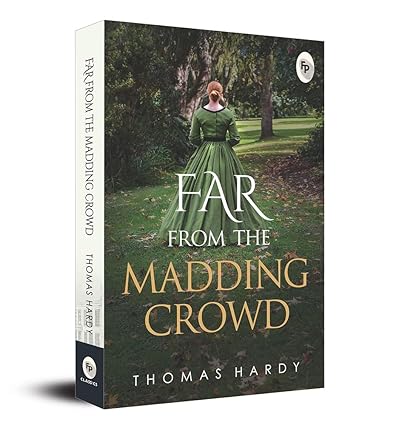 FAR FROM THE MADDING CROWD
THOMAS HARDY
FP
CLASSICS
FP
FAR
FROM THE
MADDING
CROWD
THOMAS HARDY